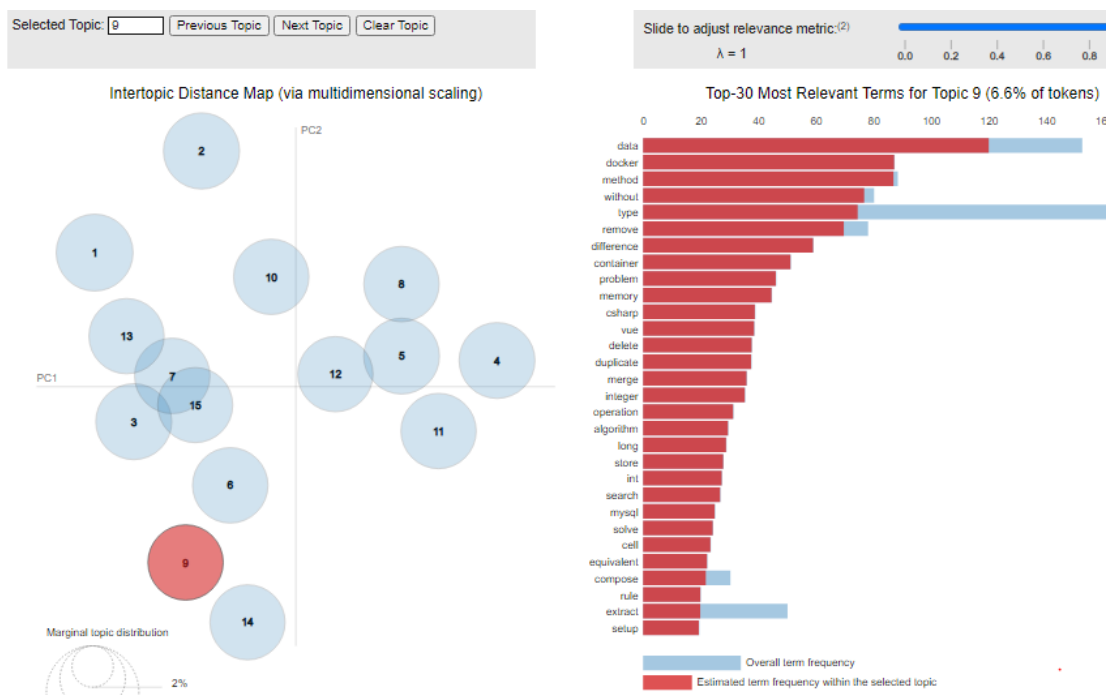 Selected Topic: 9 Previous Topic Next Topic Clear Topic
Slide to adjust relevance metric:(2)
λ = 1
0.0 0.2 0.4 0.6 0.8
Intertopic Distance Map (via multidimensional scaling)
PC2
PC1
2
1
10
8
13
5
4
7
12
15
3
11
6
9
14
Marginal topic distribution
2%
Top-30 Most Relevant Terms for Topic 9 (6.6% of tokens)
0 20 40 60 80 100 120 140
data
docker
method
without
type
remove
difference
container
problem
memory
csharp
vue
delete
duplicate
merge
integer
operation
algorithm
long
store
int
search
mysql
solve
cell
equivalent
compose
rule
extract
setup
Overall term frequency
Estimated term frequency within the selected topic